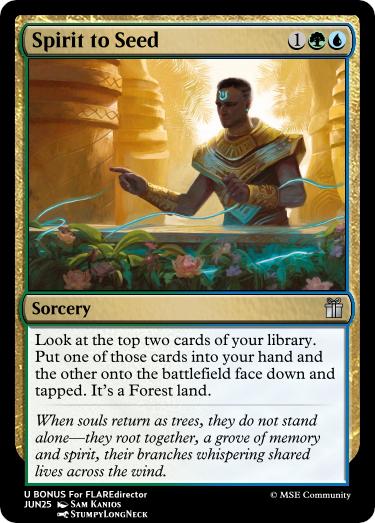 Spirit to Seed 1
Sorcery
Look at the top two cards of your library.
Put one of those cards into your hand and
the other onto the battlefield face down and
tapped. It's a Forest land.
When souls return as trees, they do not stand
alone—they root together, a grove of memory
and spirit, their branches whispering shared
lives across the wind.
U BONUS For FLAREdirector
JUN25 Sam Kanios © MSE Community
StumpyLongNeck